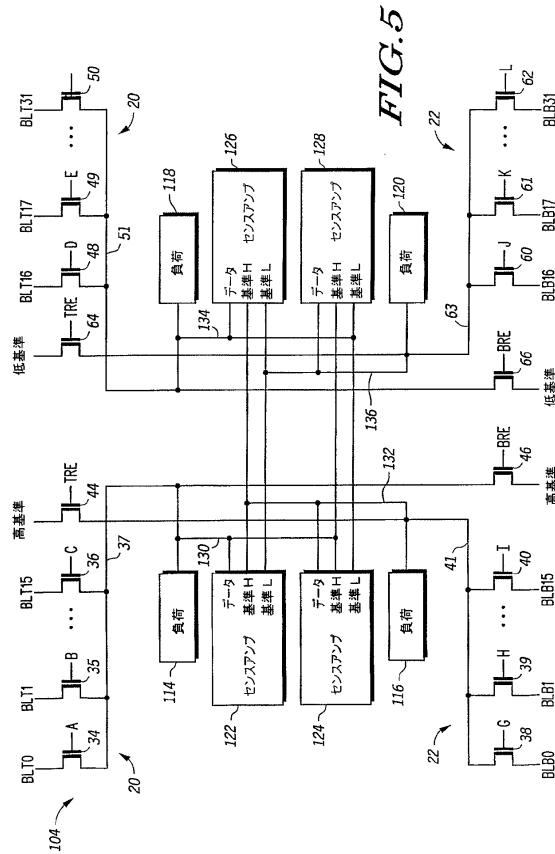 FIG.5
104
BLT0 BLT1 BLT15 高基準 低基準 BLT16 BLT17 BLT31
A B C TRE TRE D E
34 35 ... 36 44 64 48 49 ... 50
20 37 51 20
114 負荷 負荷 118
130 134
122 センスアンプ データ 基準H 基準L
データ 基準H 基準L センスアンプ 126
124 センスアンプ データ 基準H 基準L
データ 基準H 基準L センスアンプ 128
132 136
116 負荷 負荷 120
22 41 63 22
G H I BRE BRE J K L
38 39 ... 40 46 66 60 61 ... 62
BLB0 BLB1 BLB15 高基準 低基準 BLB16 BLB17 BLB31